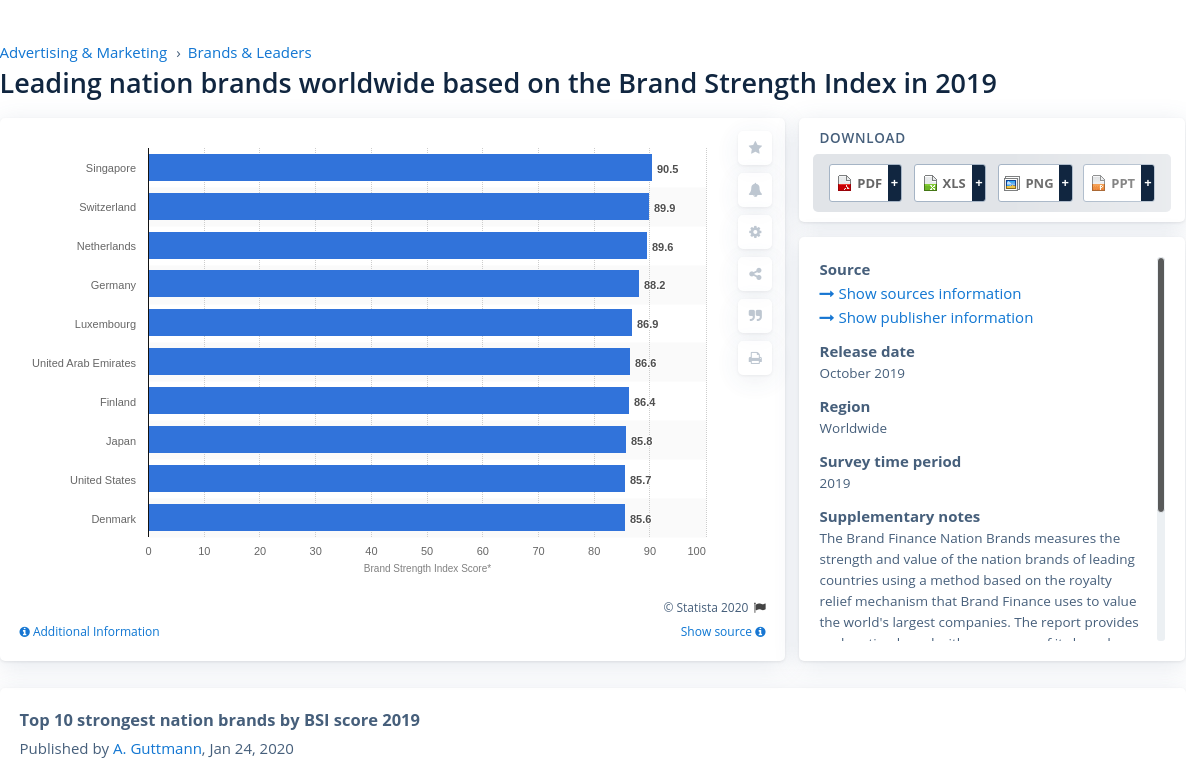 Advertising & Marketing › Brands & Leaders
Leading nation brands worldwide based on the Brand Strength Index in 2019
Singapore 90.5
Switzerland 89.9
Netherlands 89.6
Germany 88.2
Luxembourg 86.9
United Arab Emirates 86.6
Finland 86.4
Japan 85.8
United States 85.7
Denmark 85.6
0 10 20 30 40 50 60 70 80 90 100
Brand Strength Index Score*
© Statista 2020
Additional Information
Show source
DOWNLOAD
PDF + XLS + PNG + PPT +
Source
Show sources information
Show publisher information
Release date
October 2019
Region
Worldwide
Survey time period
2019
Supplementary notes
The Brand Finance Nation Brands measures the
strength and value of the nation brands of leading
countries using a method based on the royalty
relief mechanism that Brand Finance uses to value
the world's largest companies. The report provides
Top 10 strongest nation brands by BSI score 2019
Published by A. Guttmann, Jan 24, 2020